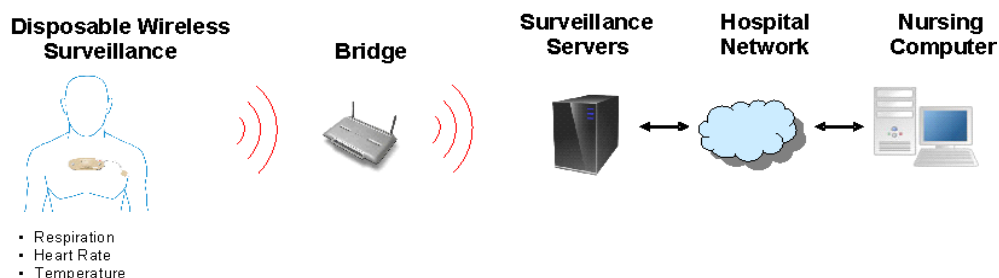 Disposable Wireless
Surveillance
Bridge
Surveillance
Servers
Hospital
Network
Nursing
Computer
▪ Respiration
▪ Heart Rate
▪ Temperature